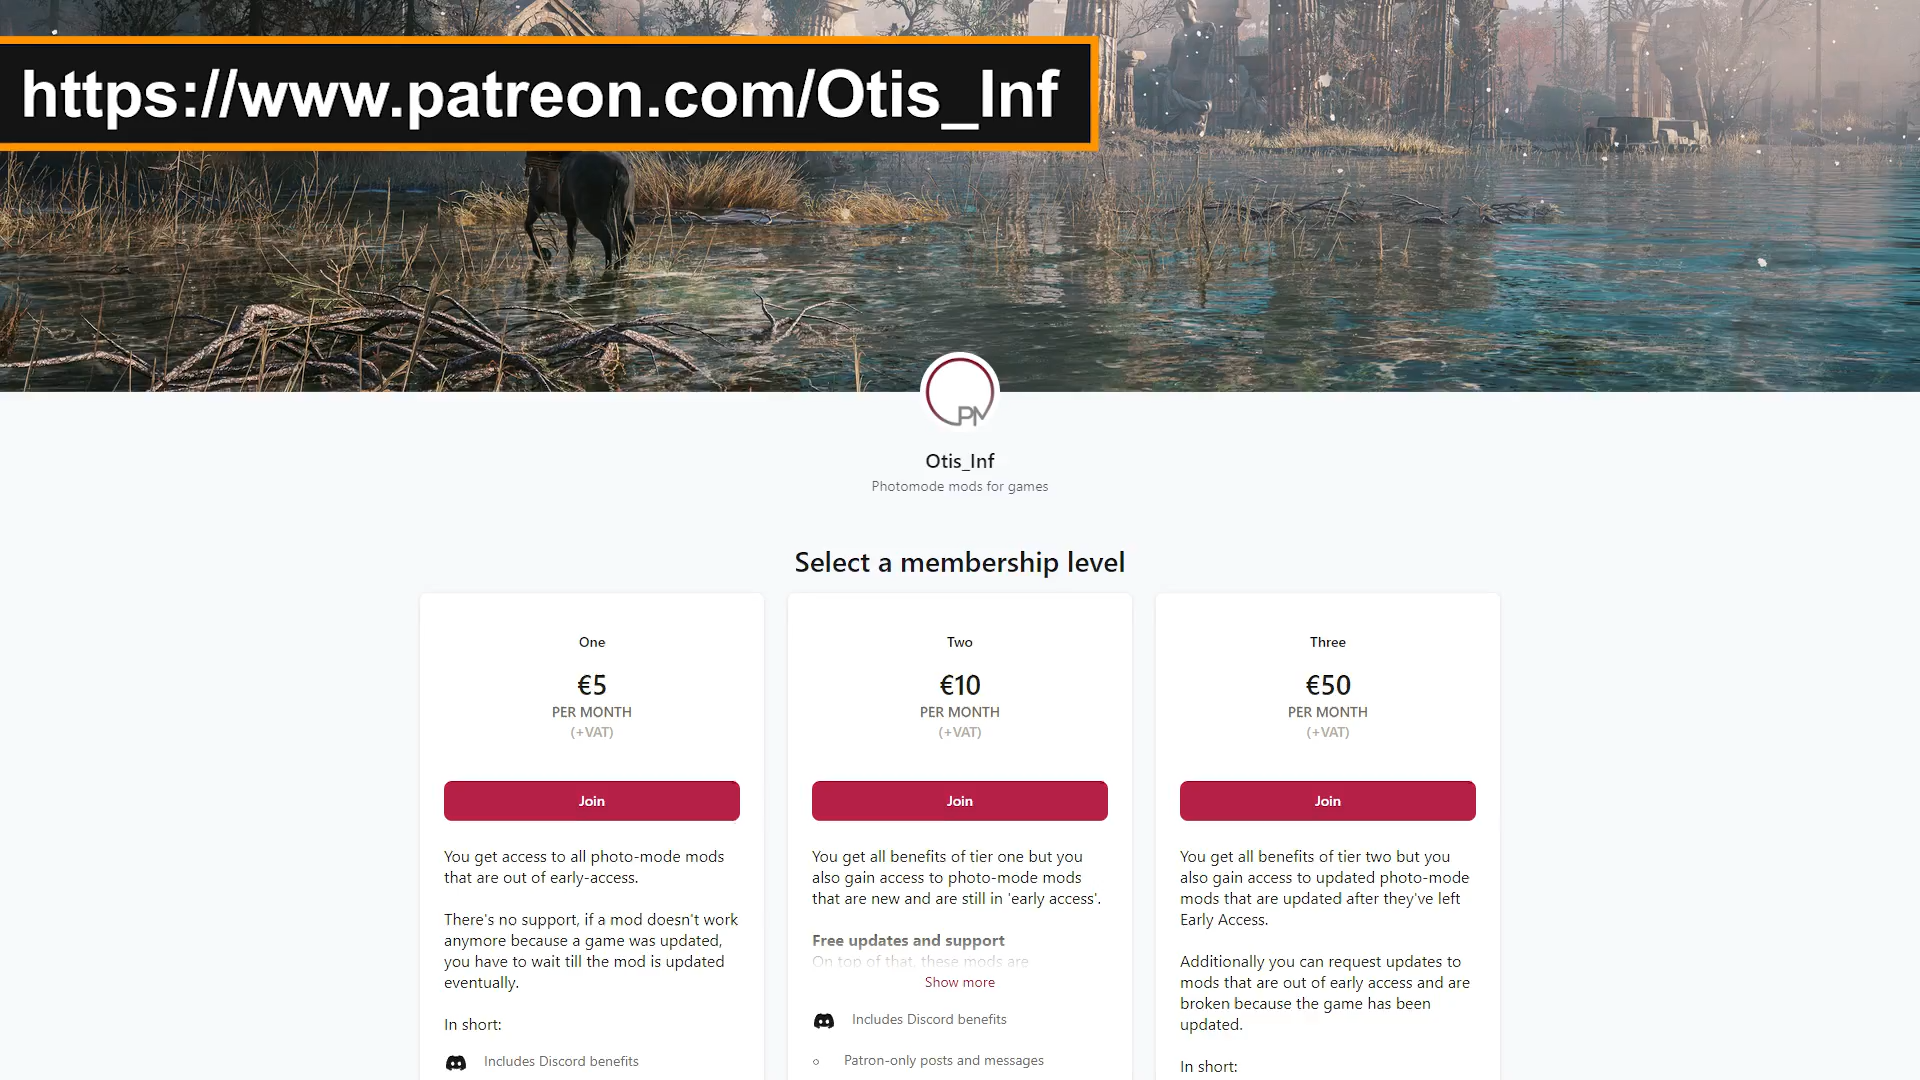 https://www.patreon.com/Otis_Inf
PM
Otis_Inf
Photomode mods for games
Select a membership level
One
€5
PER MONTH
(+VAT)
Join
You get access to all photo-mode mods
that are out of early-access.
There's no support, if a mod doesn't work
anymore because a game was updated,
you have to wait till the mod is updated
eventually.
In short:
Includes Discord benefits
Two
€10
PER MONTH
(+VAT)
Join
You get all benefits of tier one but you
also gain access to photo-mode mods
that are new and are still in 'early access'.
Free updates and support
On top of that, these mods are
Show more
Includes Discord benefits
Patron-only posts and messages
Three
€50
PER MONTH
(+VAT)
Join
You get all benefits of tier two but you
also gain access to updated photo-mode
mods that are updated after they've left
Early Access.
Additionally you can request updates to
mods that are out of early access and are
broken because the game has been
updated.
In short: